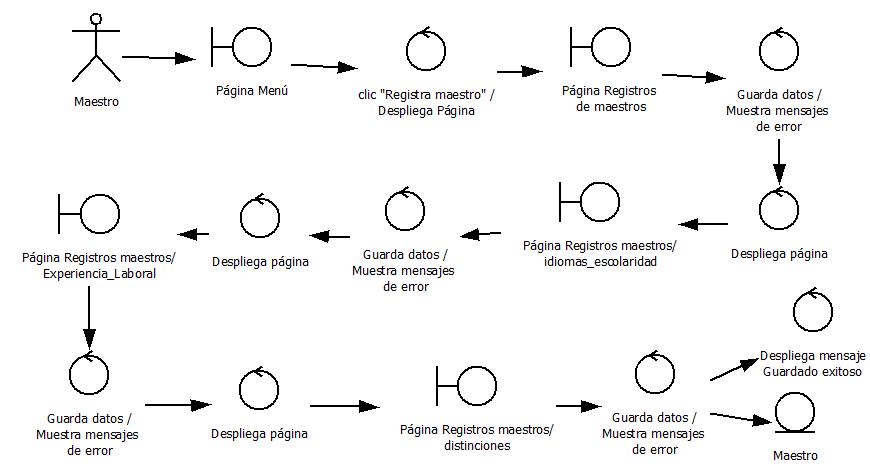 Maestro
Página Menú
clic "Registra maestro" /
Despliega Página
Página Registros
de maestros
Guarda datos /
Muestra mensajes
de error
Despliega página
Página Registros maestros/
idiomas_escolaridad
Guarda datos /
Muestra mensajes
de error
Despliega página
Página Registros maestros/
Experiencia_Laboral
Guarda datos /
Muestra mensajes
de error
Despliega página
Página Registros maestros/
distinciones
Guarda datos /
Muestra mensajes
de error
Despliega mensaje
Guardado exitoso
Maestro